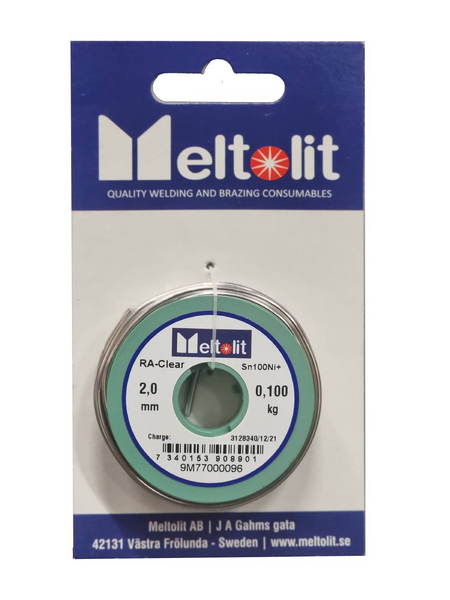 Meltolit
QUALITY WELDING AND BRAZING CONSUMABLES
Meltolit
RA-Clear Sn100Ni+
2,0 0,100
mm kg
Charge: 3128340/12/21
7 340153 908901
9M77000096
Meltolit AB | J A Gahms gata
42131 Västra Frölunda - Sweden | www.meltolit.se